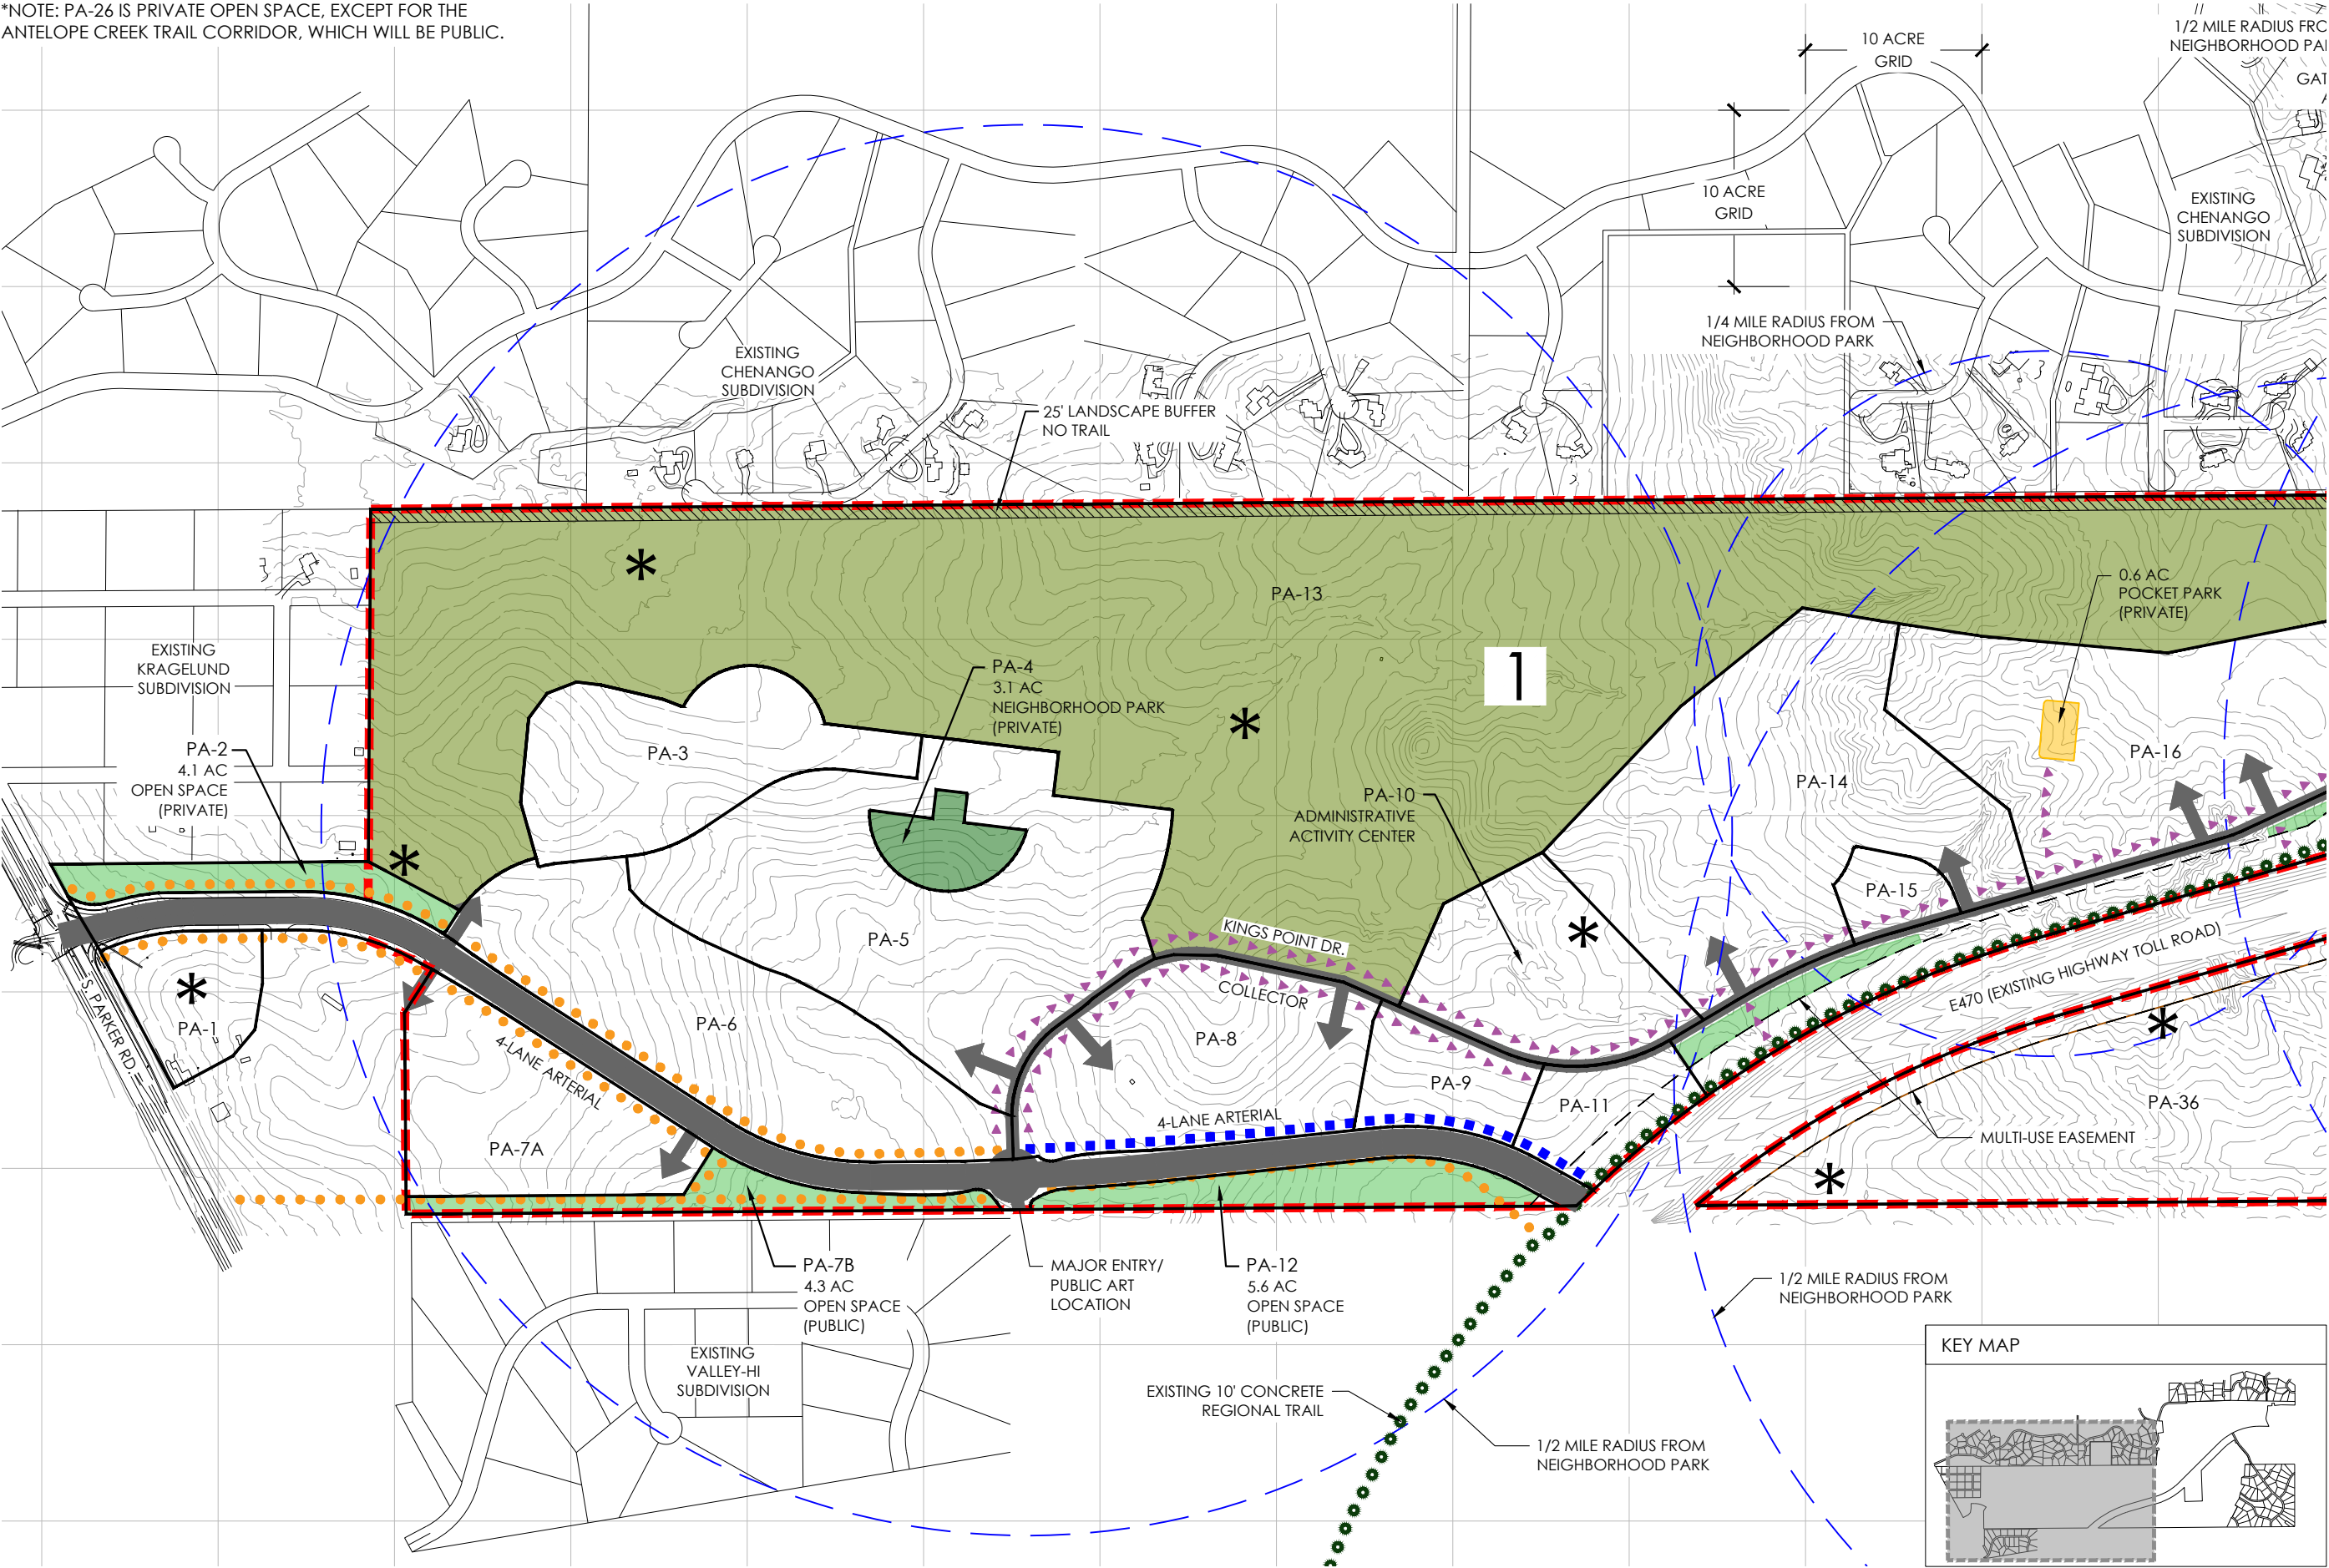 *NOTE: PA-26 IS PRIVATE OPEN SPACE, EXCEPT FOR THE
ANTELOPE CREEK TRAIL CORRIDOR, WHICH WILL BE PUBLIC.
10 ACRE
GRID
1/2 MILE RADIUS
NEIGHBORHOOD
10 ACRE
GRID
EXISTING
CHENANGO
SUBDIVISION
1/4 MILE RADIUS FROM
NEIGHBORHOOD PARK
EXISTING
CHENANGO
SUBDIVISION
25' LANDSCAPE BUFFER
NO TRAIL
*
PA-13
0.6 AC
POCKET PARK
(PRIVATE)
EXISTING
KRAGELUND
SUBDIVISION
1
PA-4
3.1 AC
NEIGHBORHOOD PARK
(PRIVATE)
*
PA-3
PA-2
4.1 AC
OPEN SPACE
(PRIVATE)
PA-16
PA-14
PA-10
ADMINISTRATIVE
ACTIVITY CENTER
*
PA-15
*
KINGS POINT DR.
PA-5
COLLECTOR
E470 (EXISTING HIGHWAY TOLL ROAD)
*
PA-1
S. PARKER RD.
PA-6
*
PA-8
4-LANE ARTERIAL
PA-9
PA-11
PA-36
4-LANE ARTERIAL
MULTI-USE EASEMENT
PA-7A
*
PA-7B
4.3 AC
OPEN SPACE
(PUBLIC)
MAJOR ENTRY/
PUBLIC ART
LOCATION
PA-12
5.6 AC
OPEN SPACE
(PUBLIC)
1/2 MILE RADIUS FROM
NEIGHBORHOOD PARK
EXISTING
VALLEY-HI
SUBDIVISION
KEY MAP
EXISTING 10' CONCRETE
REGIONAL TRAIL
1/2 MILE RADIUS FROM
NEIGHBORHOOD PARK